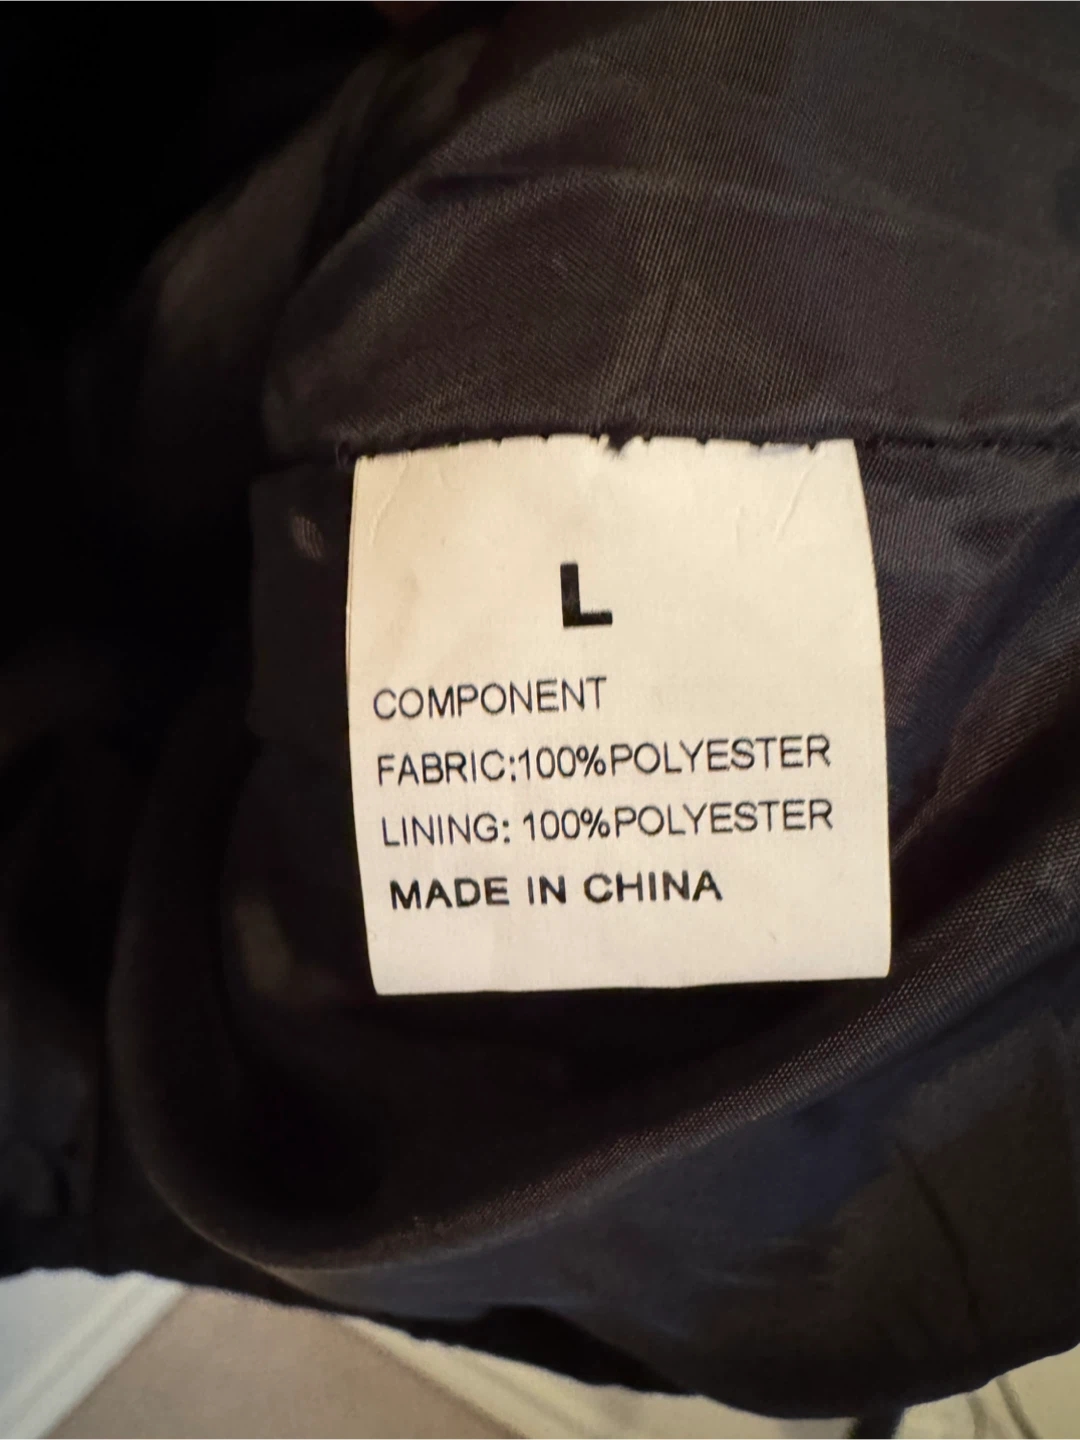 L
COMPONENT
FABRIC:100%POLYESTER
LINING: 100%POLYESTER
MADE IN CHINA